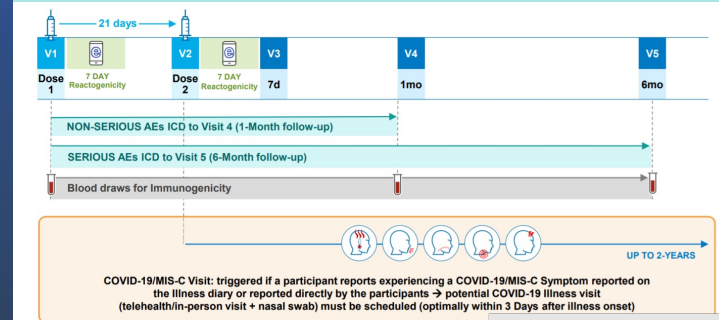 21 days
V1
V2
V3
V4
V5
Dose
1
7 DAY
Reactogenicity
Dose
2
7 DAY
Reactogenicity
7d
1mo
6mo
NON-SERIOUS AEs ICD to Visit 4 (1-Month follow-up)
SERIOUS AEs ICD to Visit 5 (6-Month follow-up)
Blood draws for Immunogenicity
UP TO 2-YEARS
COVID-19/MIS-C Visit: triggered if a participant reports experiencing a COVID-19/MIS-C Symptom reported on
the Illness diary or reported directly by the participants → potential COVID-19 Illness visit
(telehealth/in-person visit + nasal swab) must be scheduled (optimally within 3 Days after illness onset)